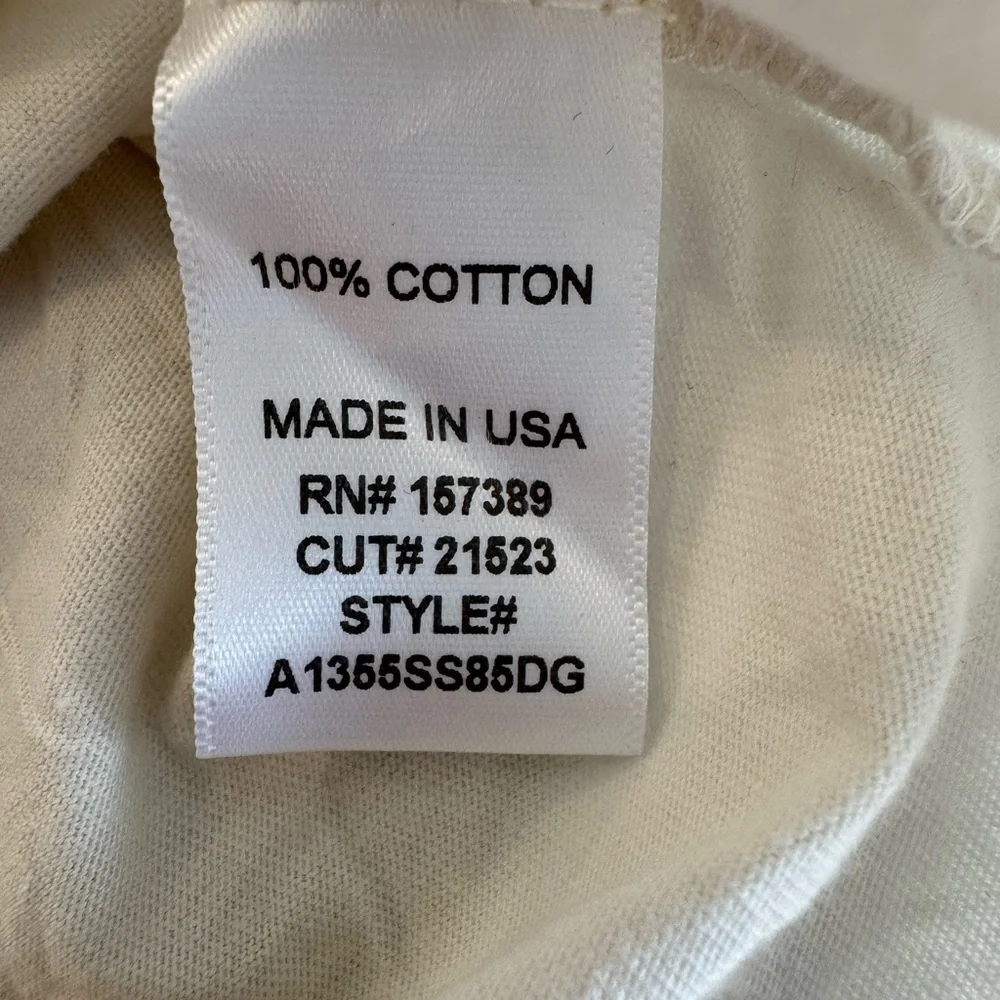 100% COTTON
MADE IN USA
RN# 157389
CUT# 21523
STYLE#
A1355SS85DG